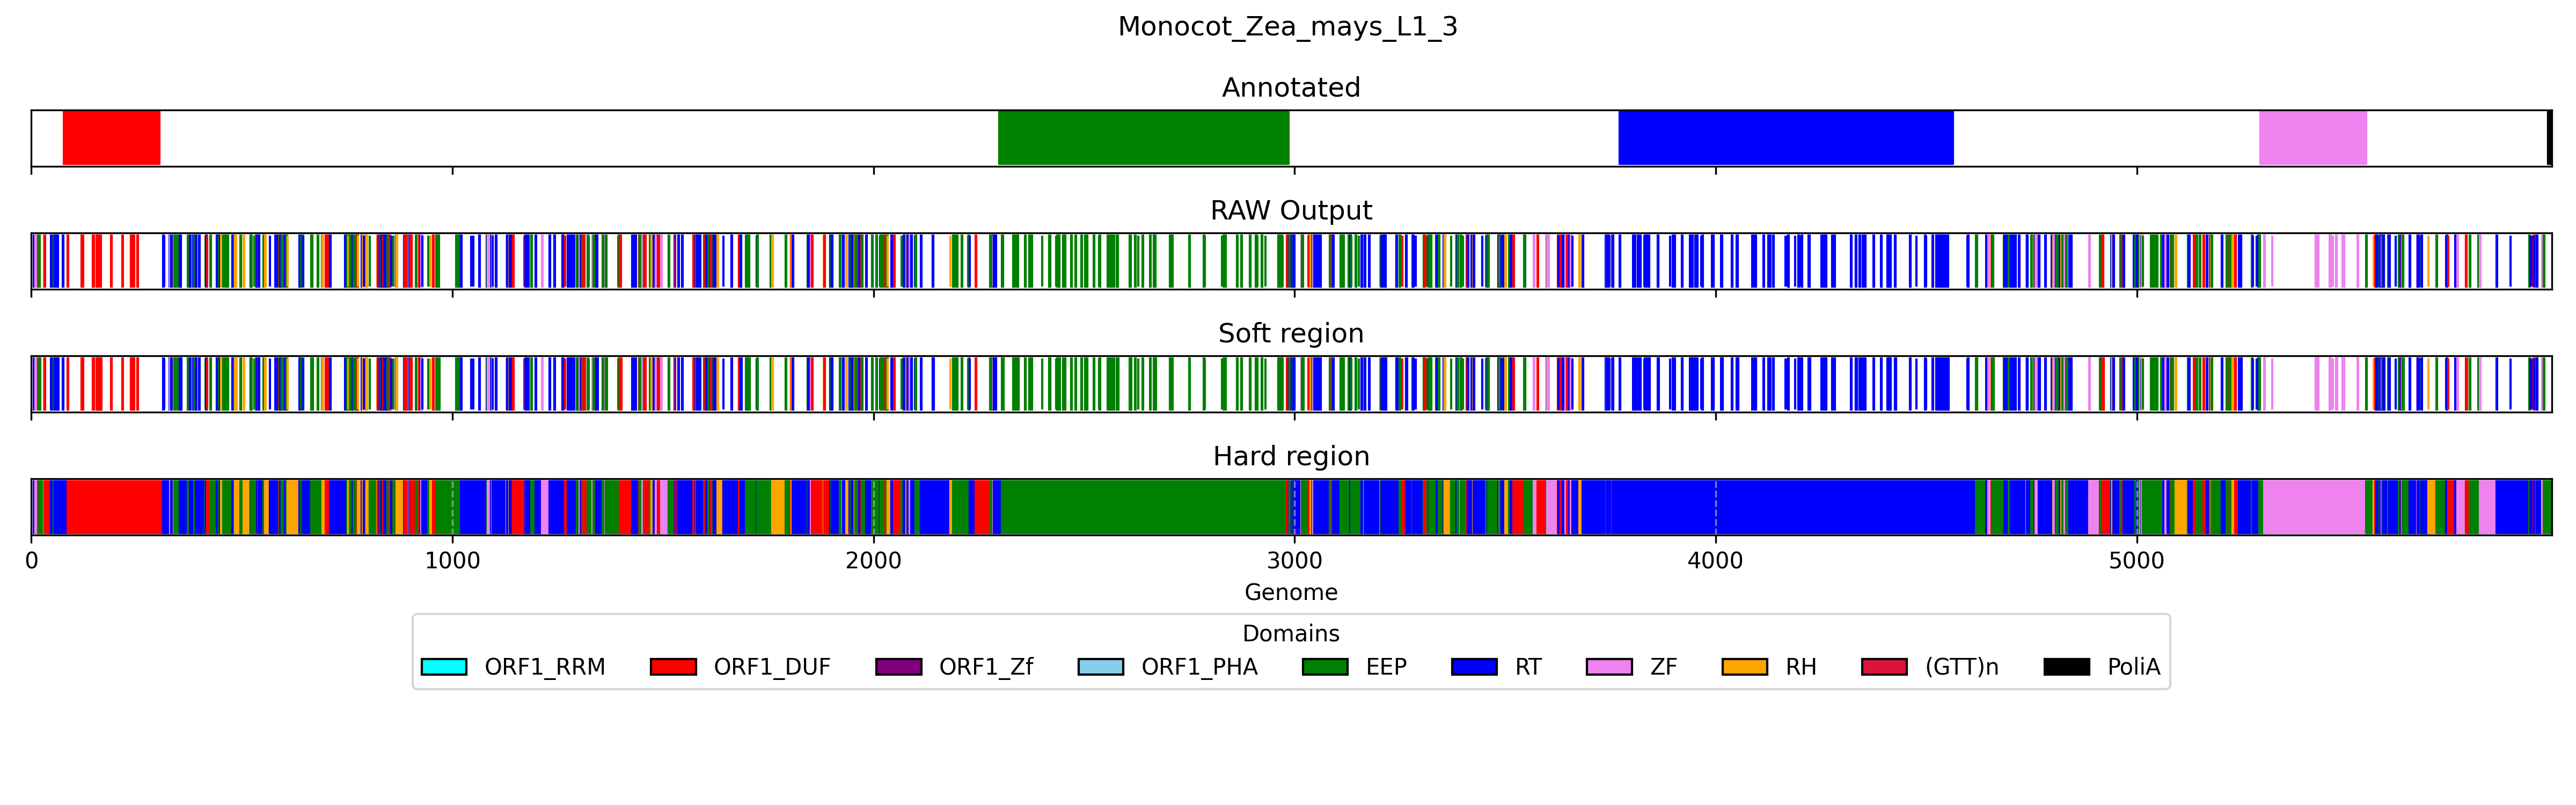 Monocot_Zea_mays_L1_3
Annotated
RAW Output
Soft region
Hard region
0 1000 2000 3000 4000 5000
Genome
Domains
ORF1_RRM ORF1_DUF ORF1_Zf ORF1_PHA EEP RT ZF RH (GTT)n PoliA